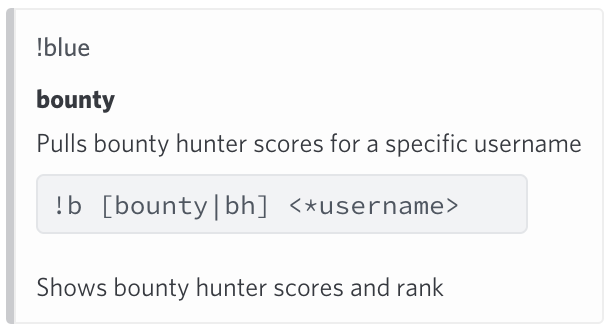 !blue
bounty
Pulls bounty hunter scores for a specific username
!b [bounty|bh] <*username>
Shows bounty hunter scores and rank